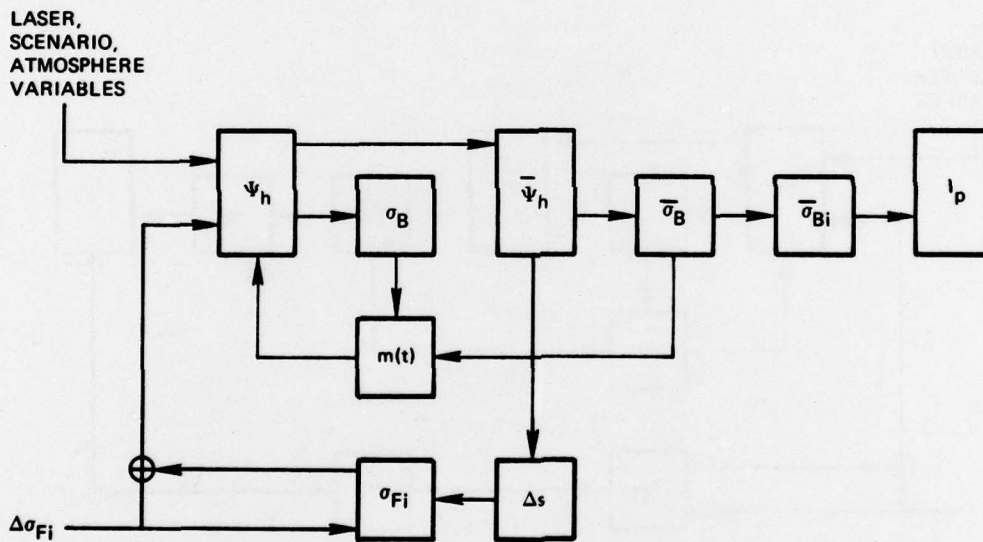 LASER,
SCENARIO,
ATMOSPHERE
VARIABLES
Ψh
σB
Ψ̅h
σ̅B
σ̅Bi
Ip
m(t)
σFi
Δs
ΔσFi